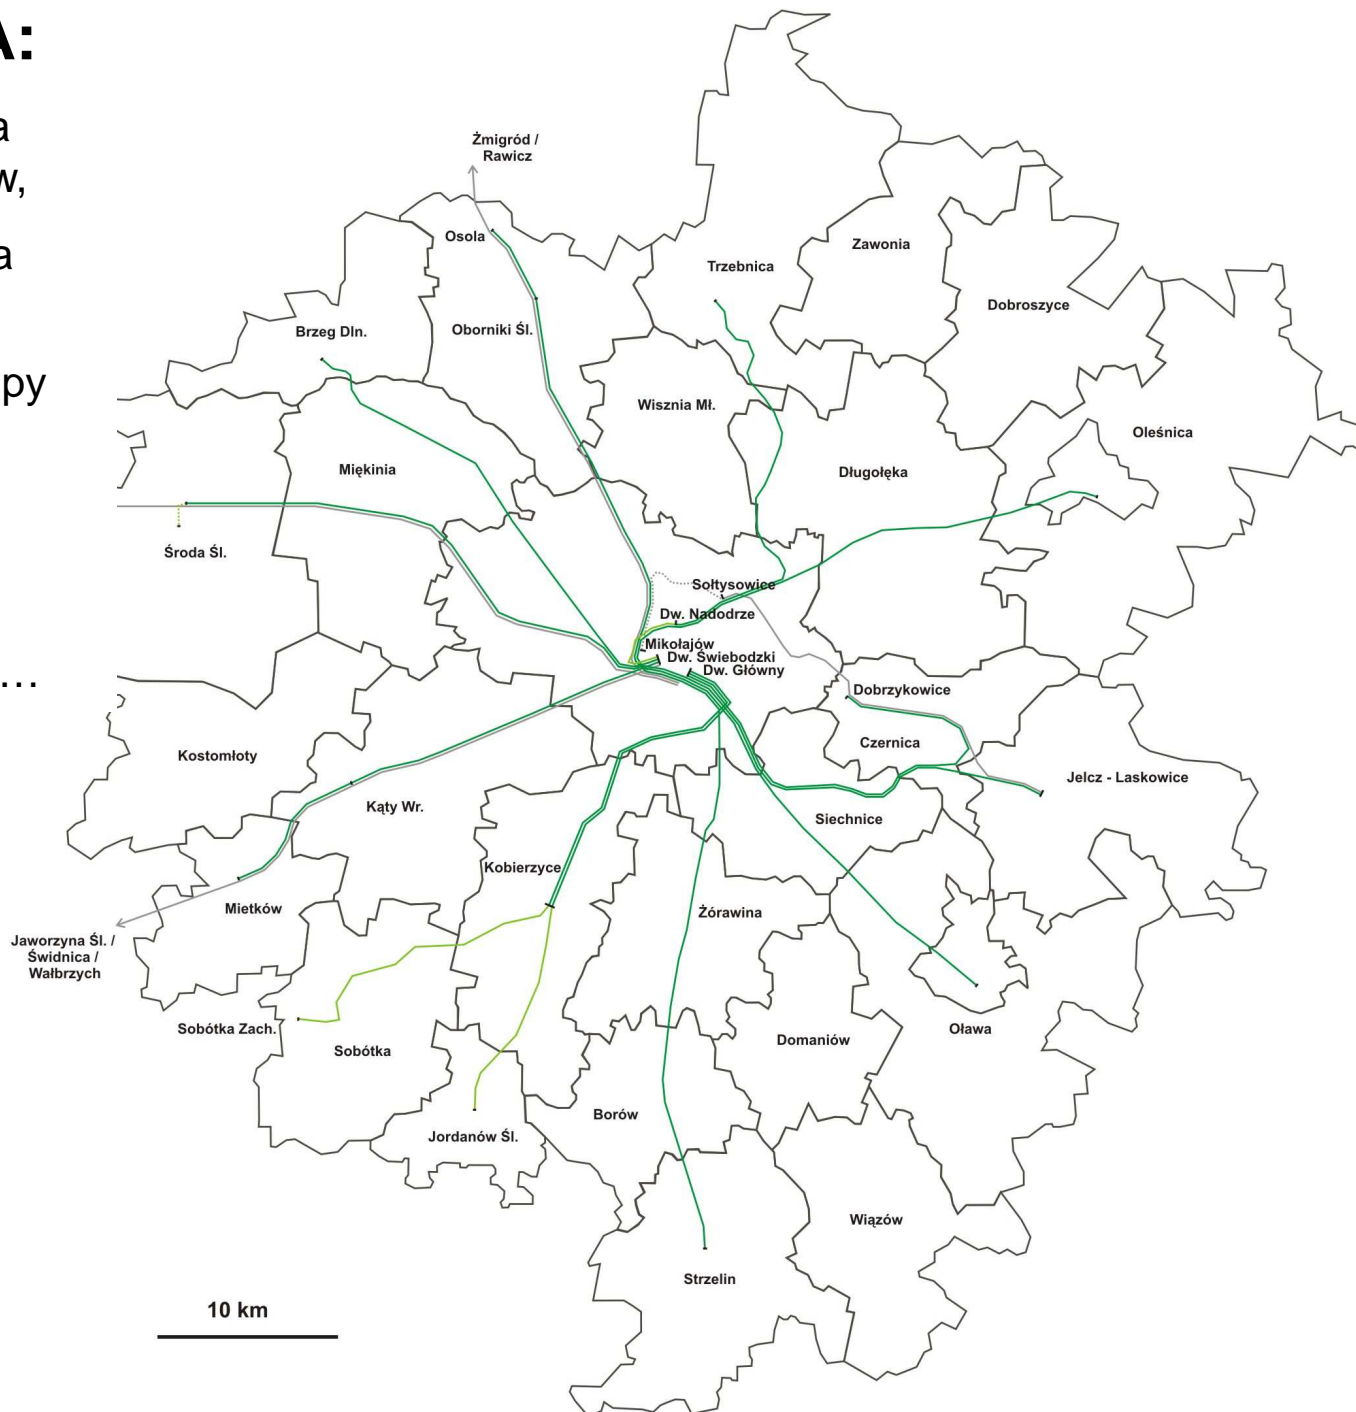 A:
a
w,
a
py
...
Żmigród /
Rawicz
Osola
Zawonia
Trzebnica
Dobroszyce
Brzeg Dln.
Oborniki Śl.
Wisznia Mł.
Oleśnica
Miękinia
Długołęka
Środa Śl.
Sołtysowice
Dw. Nadodrze
Mikołajów
Dw. Świebodzki
Dw. Główny
Dobrzykowice
Czernica
Kostomłoty
Jelcz - Laskowice
Kąty Wr.
Siechnice
Kobierzyce
Mietków
Żórawina
Jaworzyna Śl. /
Świdnica /
Wałbrzych
Sobótka Zach.
Oława
Domaniów
Sobótka
Borów
Jordanów Śl.
Wiązów
Strzelin
10 km